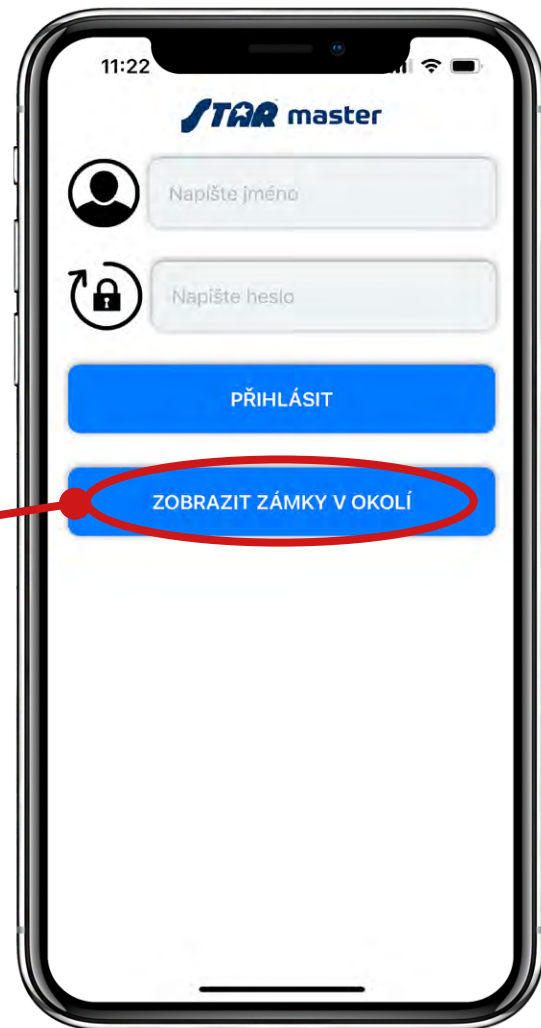 11:22
STAR master
Napište jméno
Napište heslo
PŘIHLÁSIT
ZOBRAZIT ZÁMKY V OKOLÍ